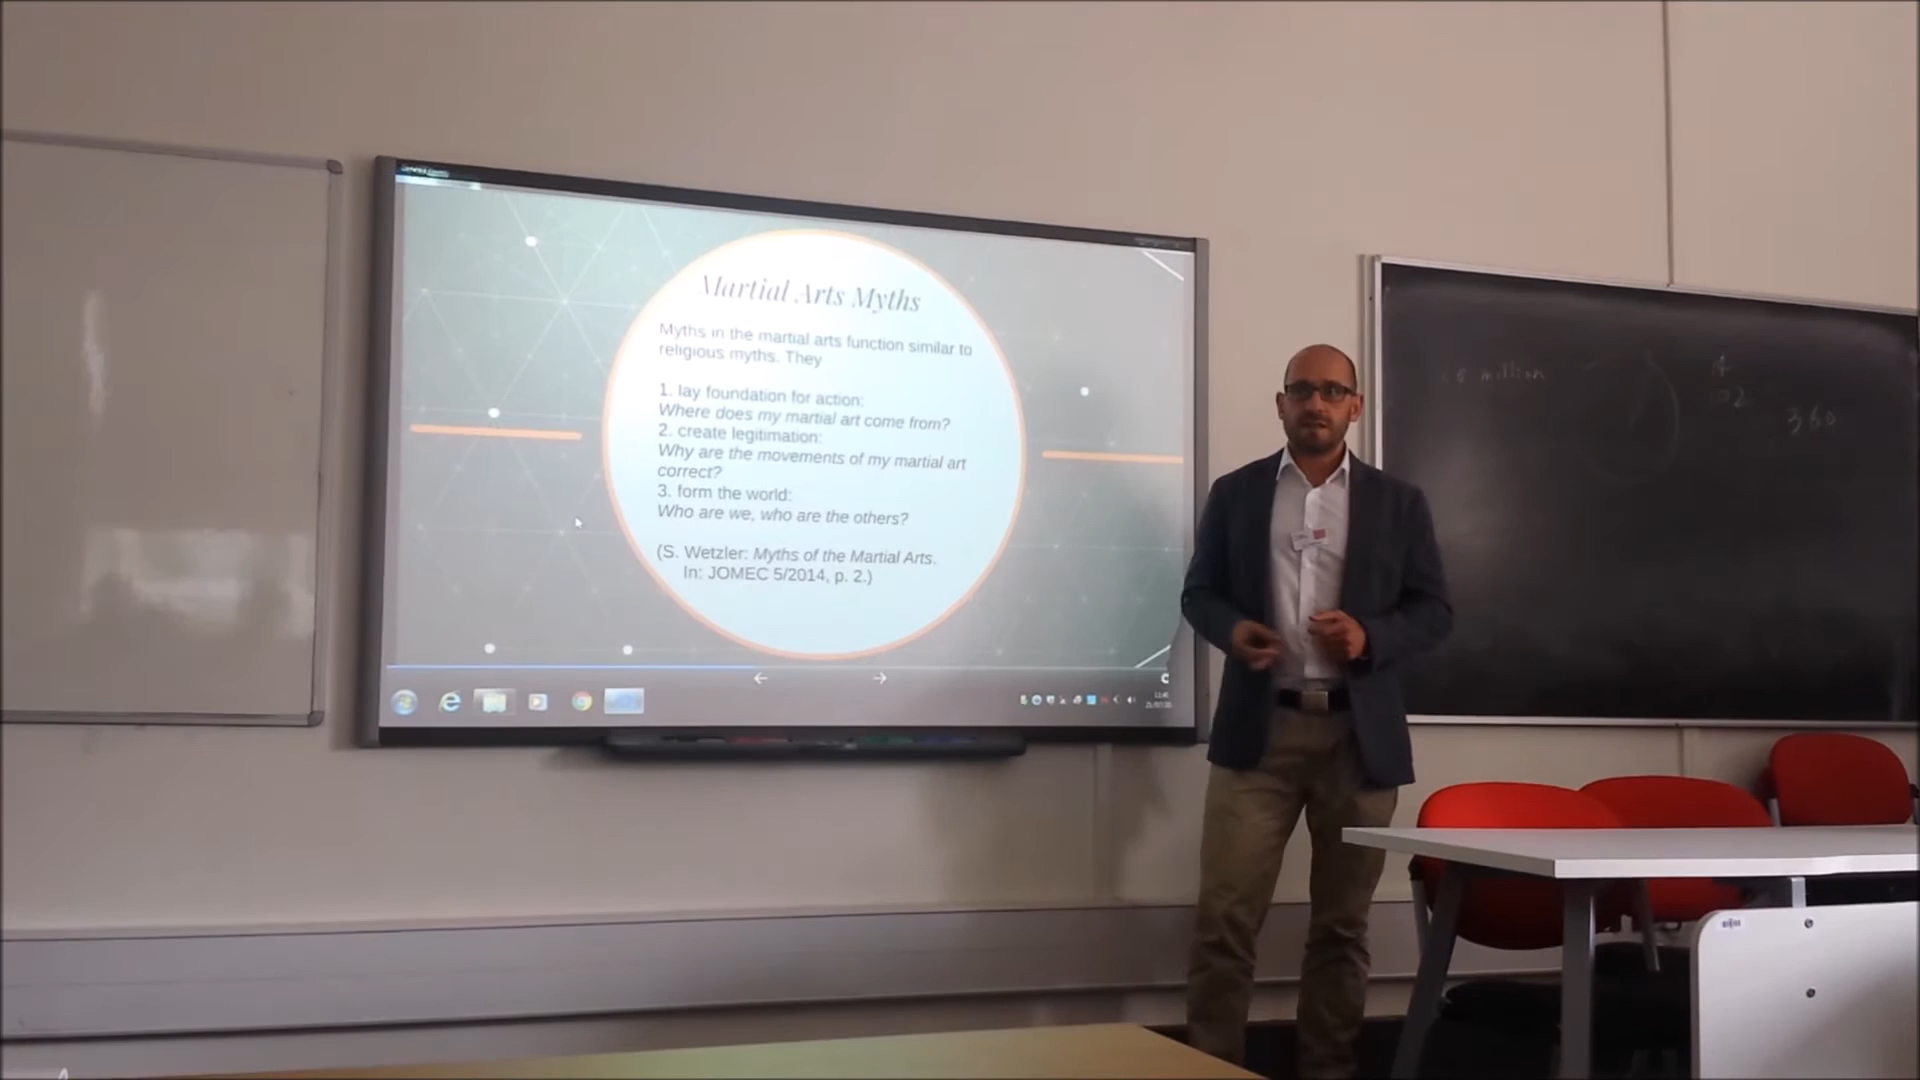 Martial Arts Myths
Myths in the martial arts function similar to
religious myths. They
1. lay foundation for action:
Where does my martial art come from?
2. create legitimation:
Why are the movements of my martial art
correct?
3. form the world:
Who are we, who are the others?
(S. Wetzler: Myths of the Martial Arts.
In: JOMEC 5/2014, p. 2.)
million
360